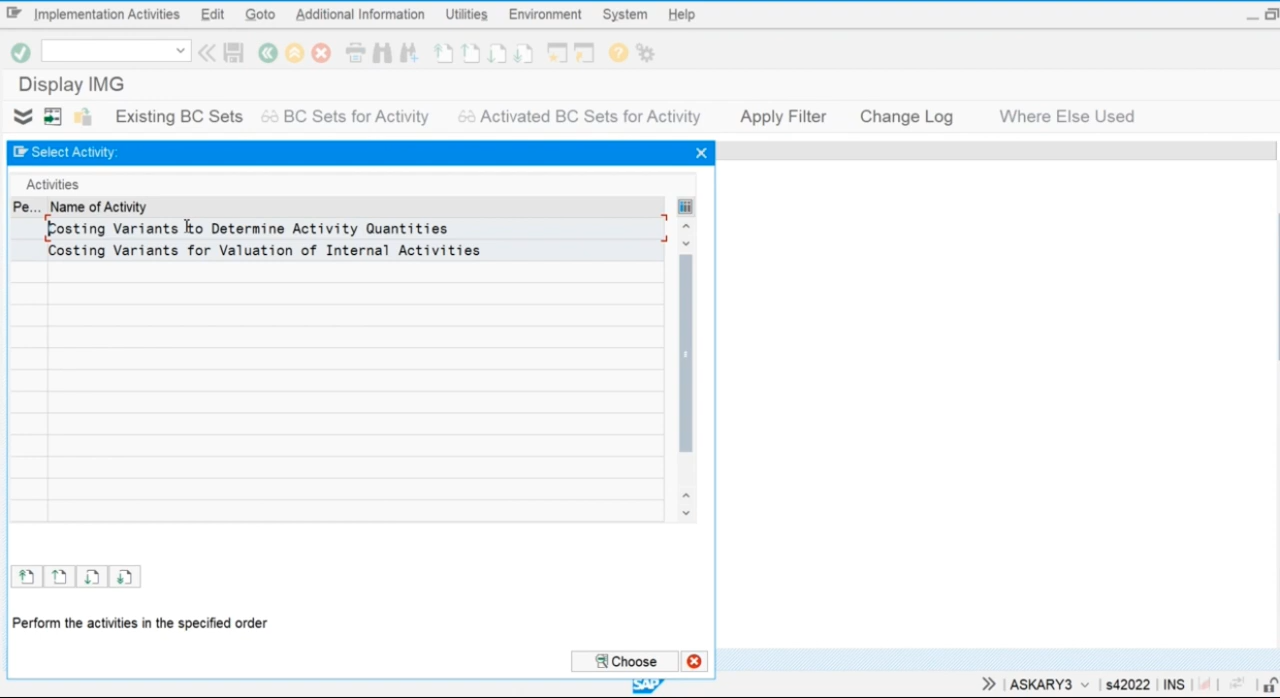 Implementation Activities Edit Goto Additional Information Utilities Environment System Help
Display IMG
Existing BC Sets BC Sets for Activity Activated BC Sets for Activity Apply Filter Change Log Where Else Used
Select Activity:
Activities
Pe... Name of Activity
Costing Variants to Determine Activity Quantities
Costing Variants for Valuation of Internal Activities
Perform the activities in the specified order
Choose
SAP
ASKARY3 s42022 INS